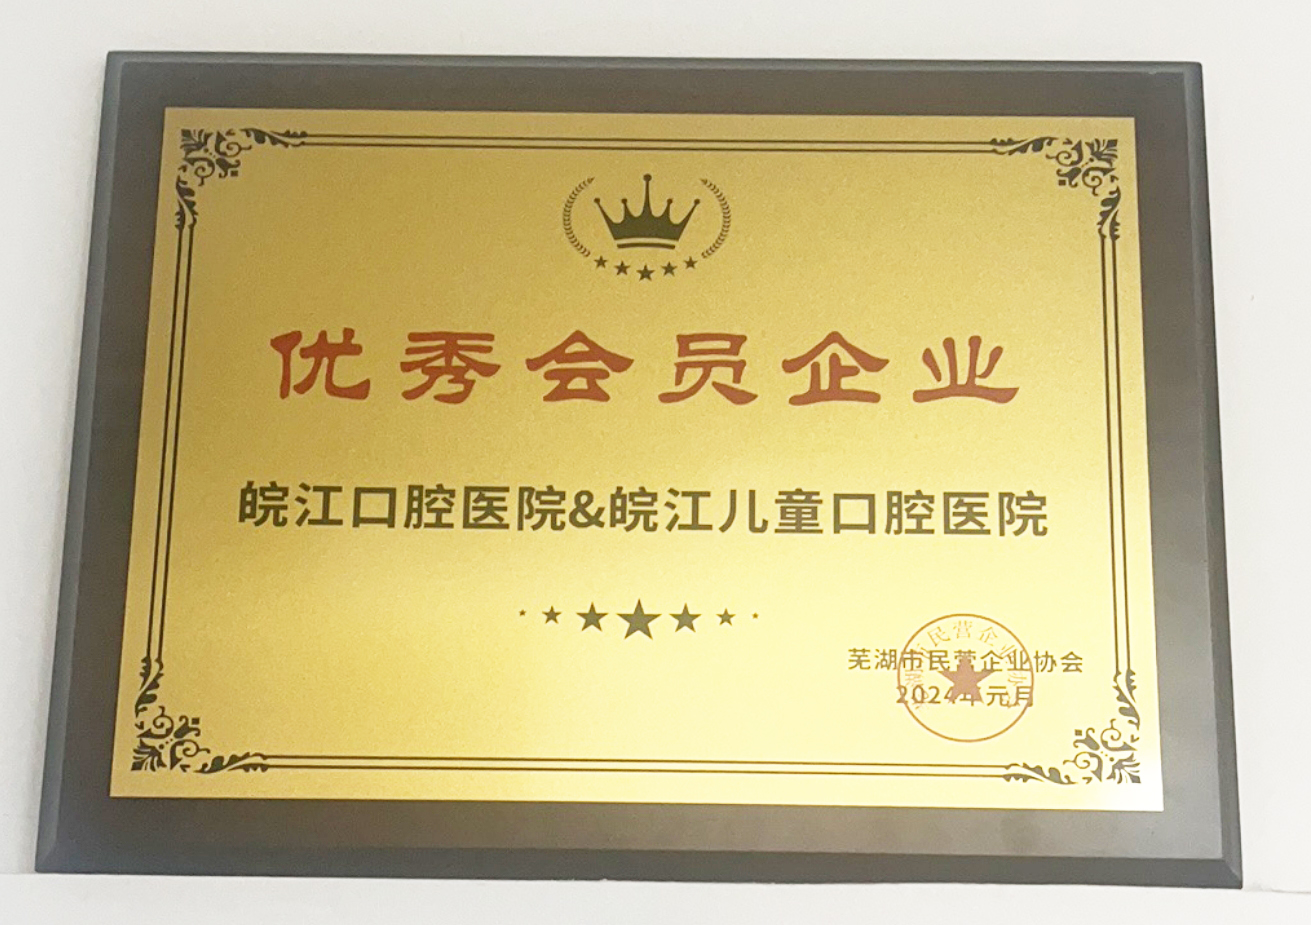 优秀会员企业
皖江口腔医院&皖江儿童口腔医院
芜湖市民营企业协会
2024年元月